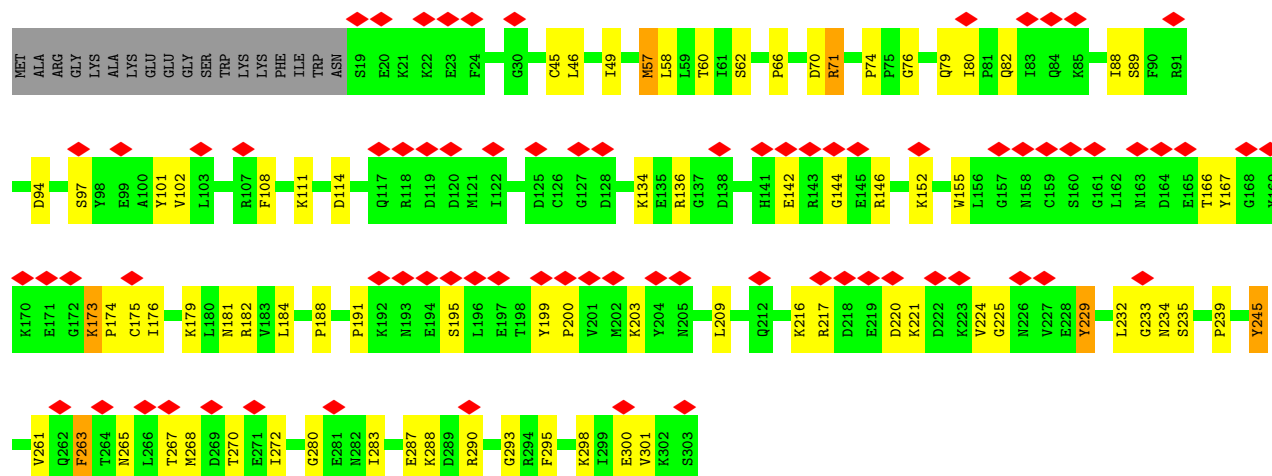 MET ALA ARG GLY LYS ALA LYS GLU GLU GLY SER TRP LYS LYS PHE ILE TRP ASN S19 E20 K21 K22 E23 F24 G30 C45 L46 I49 M57 L58 L59 T60 I61 S62 P66 D70 R71 P74 P75 G76 Q79 I80 P81 Q82 I83 Q84 K85 I88 S89 F90 R91
D94 S97 Y98 E99 A100 Y101 V102 L103 R107 F108 K111 D114 Q117 R118 D119 D120 M121 I122 D125 C126 G127 D128 K134 E135 R136 G137 D138 H141 E142 R143 G144 E145 R146 K152 W155 L156 G157 N158 C159 S160 G161 L162 N163 D164 E165 T166 Y167 G168 Y169
K170 E171 G172 K173 P174 C175 I176 K179 L180 N181 R182 V183 L184 P188 P191 K192 N193 E194 S195 L196 E197 T198 Y199 P200 V201 M202 K203 Y204 N205 L209 Q212 K216 R217 D218 E219 D220 K221 D222 K223 V224 G225 N226 V227 E228 Y229 L232 G233 N234 S235 P239 Y245
V261 Q262 F263 T264 N265 L266 T267 M268 D269 T270 E271 I272 G280 E281 N282 I283 E287 K288 D289 R290 G293 R294 F295 K298 I299 E300 V301 K302 S303